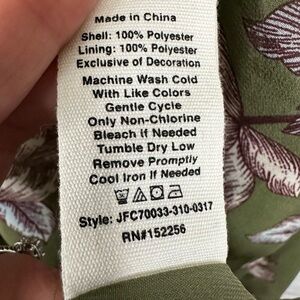 Made in China
Shell: 100% Polyester
Lining: 100% Polyester
Exclusive of Decoration
Machine Wash Cold
With Like Colors
Gentle Cycle
Only Non-Chlorine
Bleach If Needed
Tumble Dry Low
Remove Promptly
Cool Iron If Needed
Style: JFC70033-310-0317
RN#152256